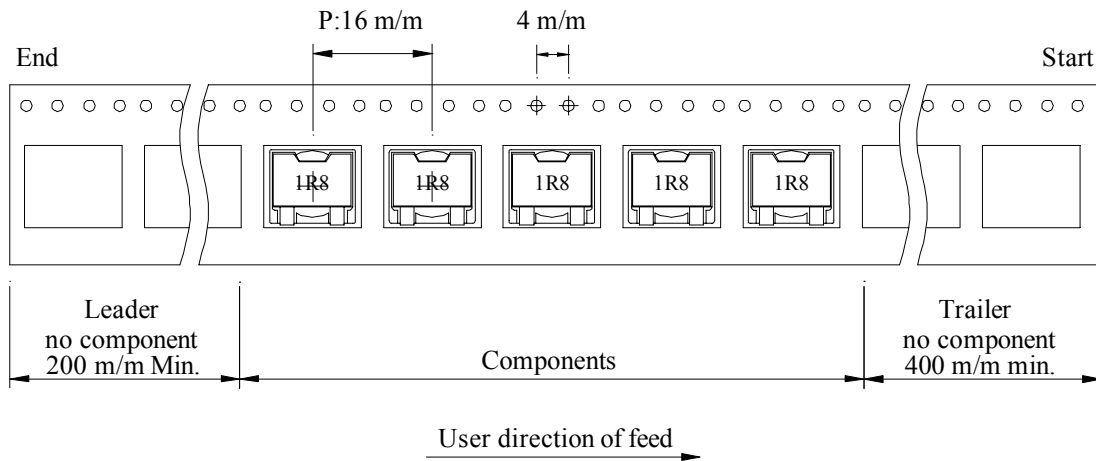 P:16 m/m
4 m/m
End
Start
1R8
1R8
1R8
1R8
1R8
Leader
no component
200 m/m Min.
Components
Trailer
no component
400 m/m min.
User direction of feed